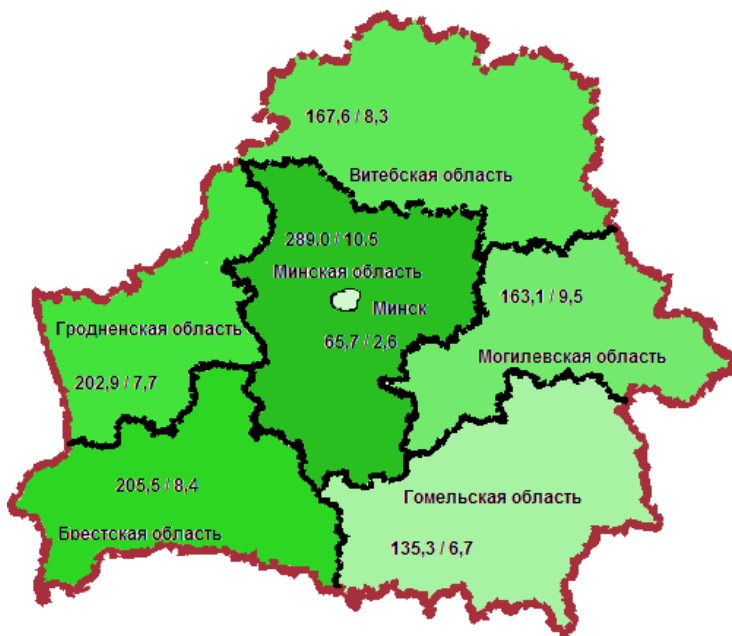 167,6 / 8,3
Витебская область
289.0 / 10.5
Минская область
Минск
65,7 / 2,6
163,1 / 9,5
Могилевская область
Гродненская область
202,9 / 7,7
205,5 / 8,4
Брестская область
Гомельская область
135,3 / 6,7